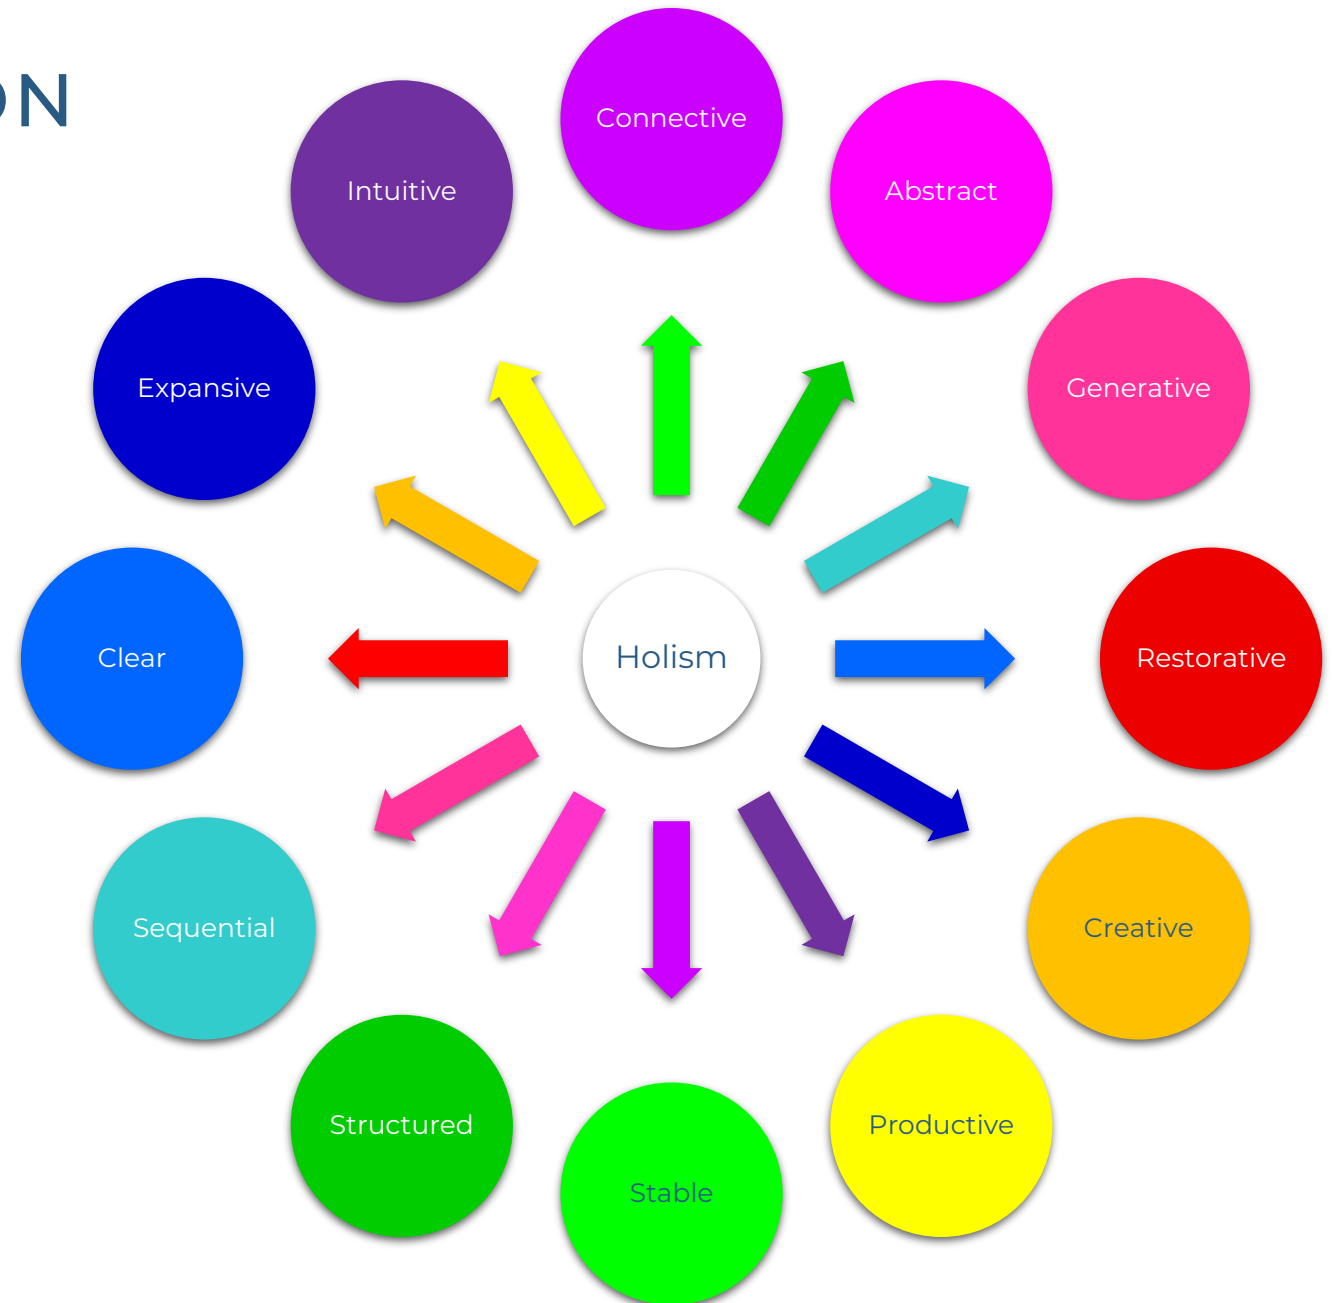 ON
Connective
Intuitive
Abstract
Expansive
Generative
Clear
Holism
Restorative
Sequential
Creative
Structured
Productive
Stable